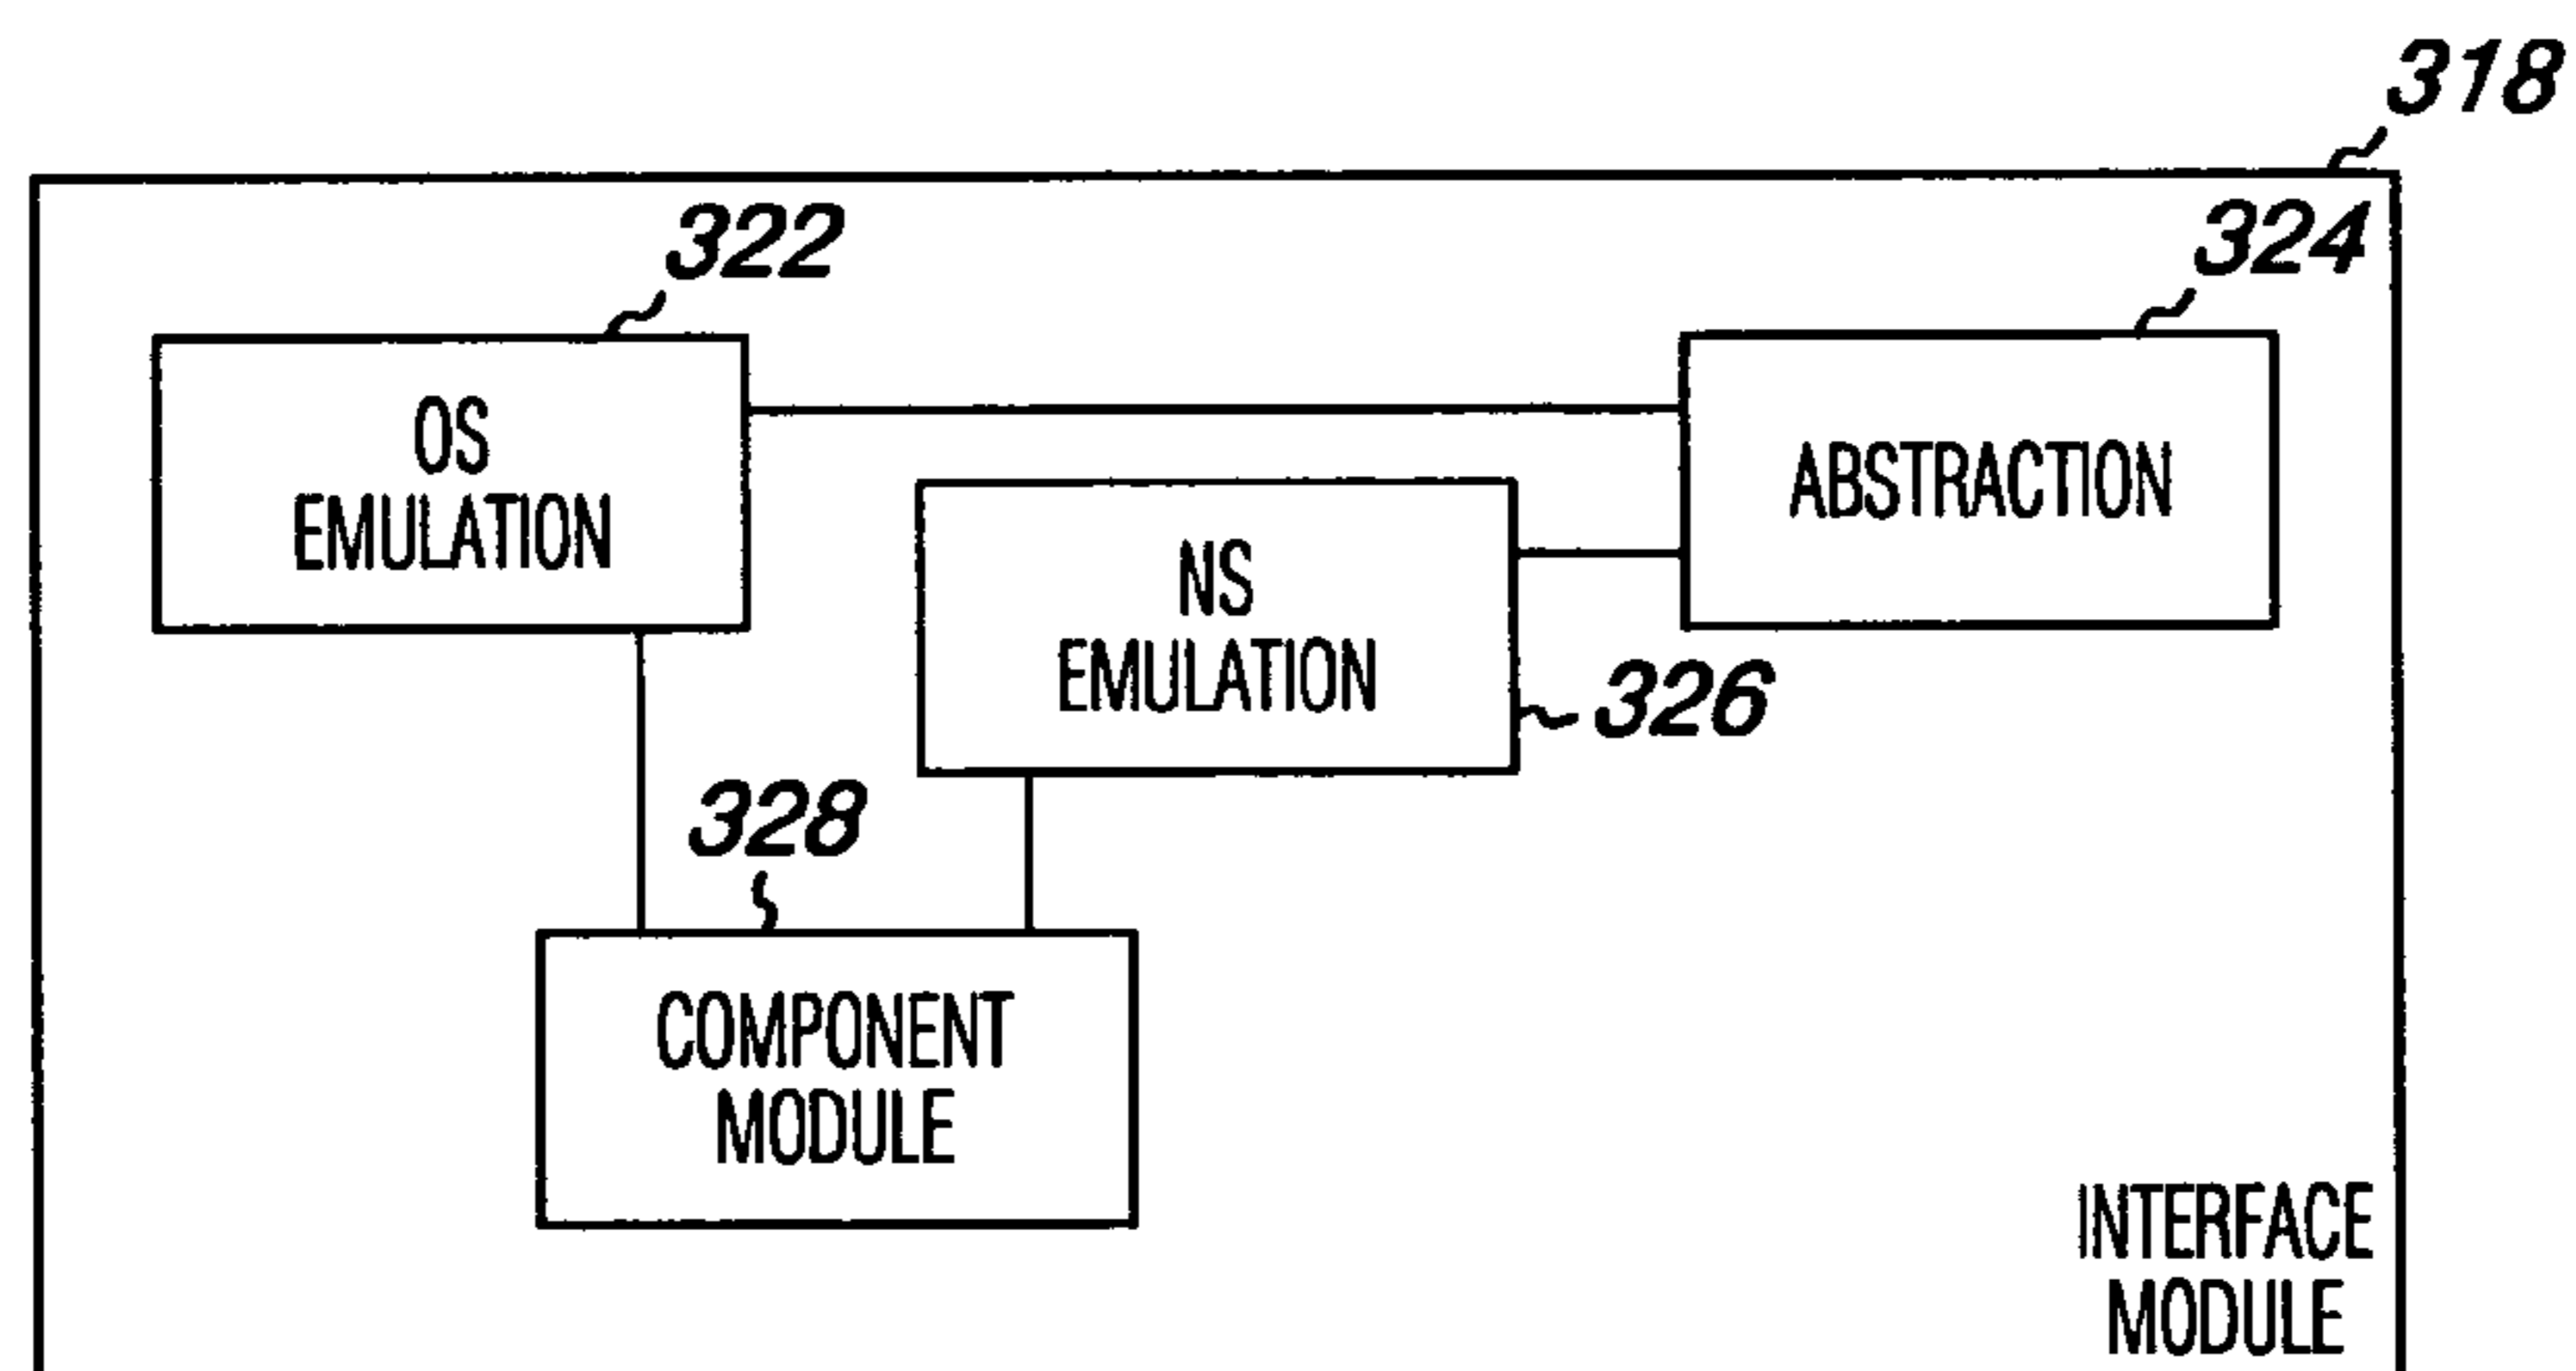 318
322
324
OS
EMULATION
ABSTRACTION
NS
EMULATION
326
328
COMPONENT
MODULE
INTERFACE
MODULE